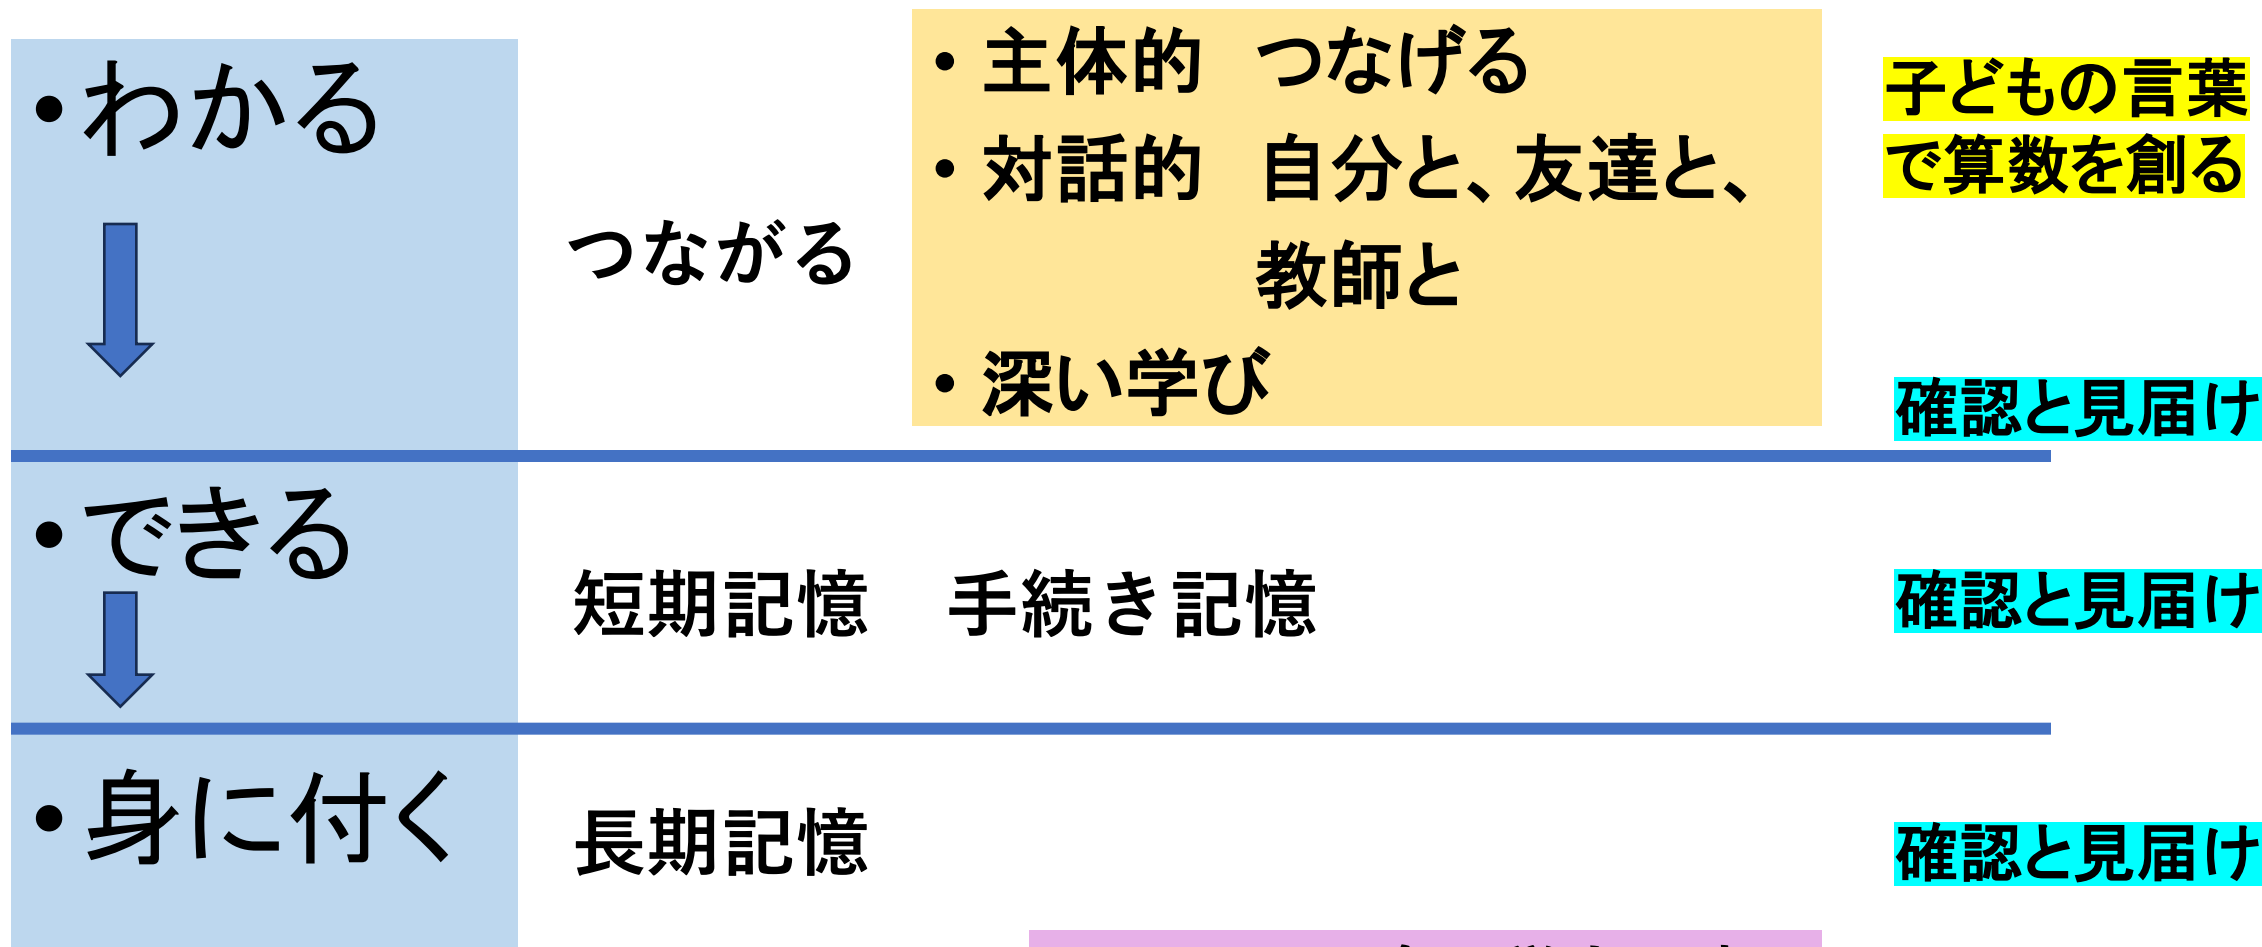 ・わかる
つながる
・主体的　つなげる
・対話的　自分と、友達と、
教師と
・深い学び
子どもの言葉
で算数を創る
確認と見届け
・できる
短期記憶　手続き記憶
確認と見届け
・身に付く
長期記憶
確認と見届け